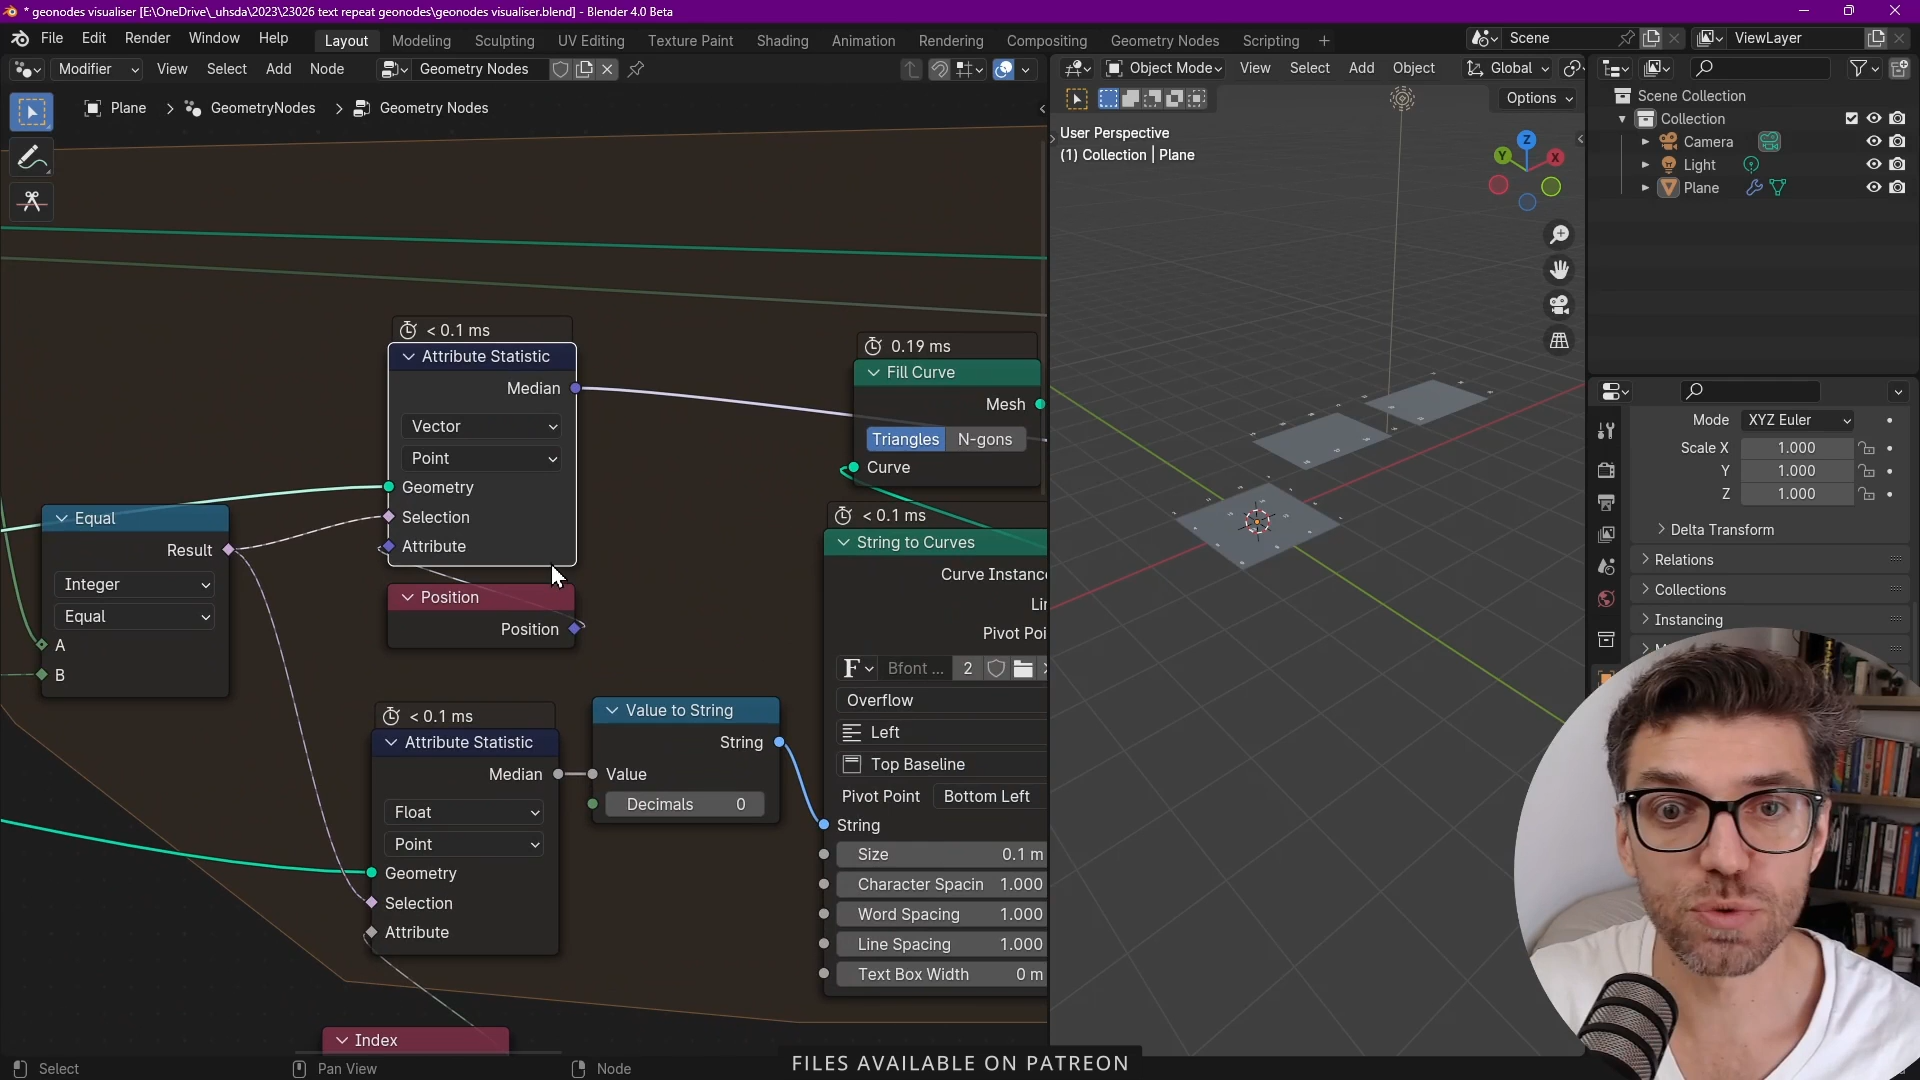 * geonodes visualiser [E:\OneDrive\_uhsda\2023\23026 text repeat geonodes\geonodes visualiser.blend] - Blender 4.0 Beta
File Edit Render Window Help Layout Modeling Sculpting UV Editing Texture Paint Shading Animation Rendering Compositing Geometry Nodes Scripting + Scene ViewLayer
Modifier View Select Add Node Geometry Nodes Object Mode View Select Add Object Global
Plane > GeometryNodes > Geometry Nodes
Options
User Perspective
(1) Collection | Plane
Z
Y
X
Scene Collection
Collection
Camera
Light
Plane
< 0.1 ms
Attribute Statistic
Median
Vector
Point
Geometry
Selection
Attribute
Position
Position
Equal
Result
Integer
Equal
A
B
< 0.1 ms
Attribute Statistic
Median
Float
Point
Geometry
Selection
Attribute
Index
Value to String
String
Value
Decimals 0
0.19 ms
Fill Curve
Mesh
Triangles N-gons
Curve
< 0.1 ms
String to Curves
Curve Instanc
Lin
Pivot Poi
F Bfont ... 2
Overflow
Left
Top Baseline
Pivot Point Bottom Left
String
Size 0.1 m
Character Spacin 1.000
Word Spacing 1.000
Line Spacing 1.000
Text Box Width 0 m
Mode XYZ Euler
Scale X 1.000
Y 1.000
Z 1.000
Delta Transform
Relations
Collections
Instancing
Select Pan View Node
FILES AVAILABLE ON PATREON